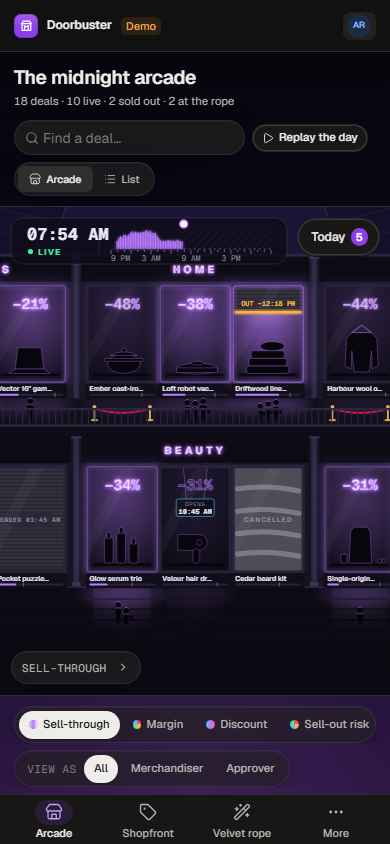 Doorbuster Demo AR
The midnight arcade
18 deals · 10 live · 2 sold out · 2 at the rope
Find a deal...
Replay the day
Arcade List
07:54 AM
LIVE
9 PM 3 AM 9 AM 3 PM
Today 5
S HOME
−21% −48% −38% OUT ~12:18 PM −44%
Vector 16" gam… Ember cast-iro… Loft robot vac… Driftwood line… Harbour wool o…
BEAUTY
ENDED 03:45 AM −34% −31% OPENS 10:45 AM CANCELLED −31%
Pocket puzzle… Glow serum trio Velour hair dr… Cedar beard kit Single-origin…
SELL-THROUGH
Sell-through Margin Discount Sell-out risk
VIEW AS All Merchandiser Approver
Arcade Shopfront Velvet rope More